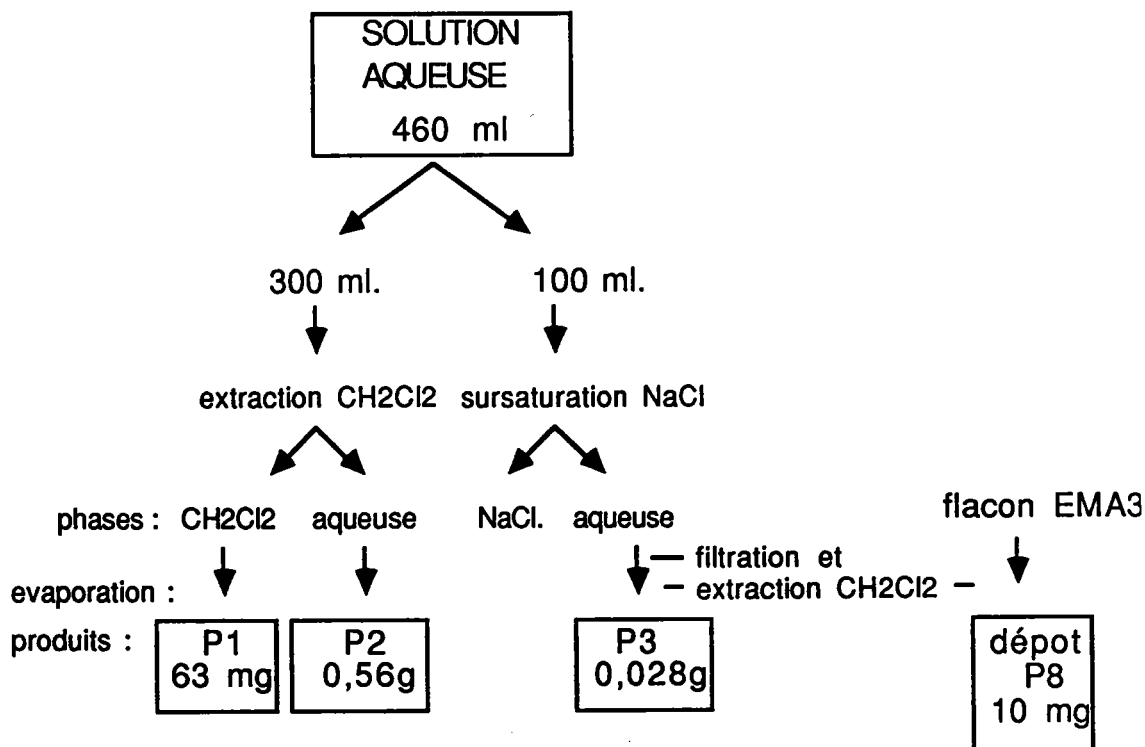 SOLUTION
AQUEUSE
460 ml
300 ml. 100 ml.
extraction CH2Cl2 sursaturation NaCl
phases : CH2Cl2 aqueuse NaCl. aqueuse flacon EMA3
— filtration et
evaporation : – extraction CH2Cl2 –
produits : P1 P2 P3 dépot
63 mg 0,56g 0,028g P8
10 mg